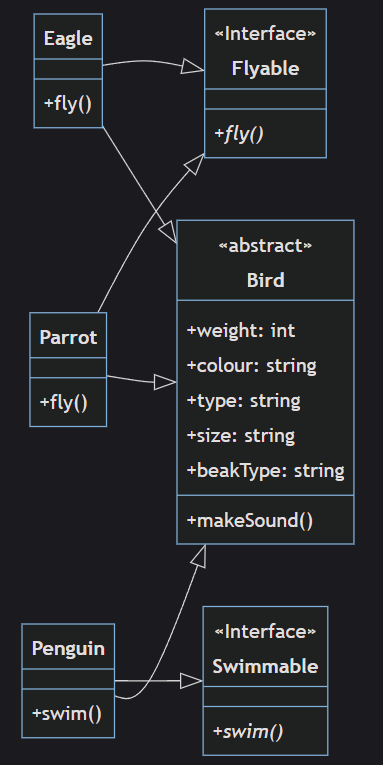 Eagle
+fly()
«Interface»
Flyable
+fly()
«abstract»
Bird
+weight: int
+colour: string
+type: string
+size: string
+beakType: string
+makeSound()
Parrot
+fly()
Penguin
+swim()
«Interface»
Swimmable
+swim()